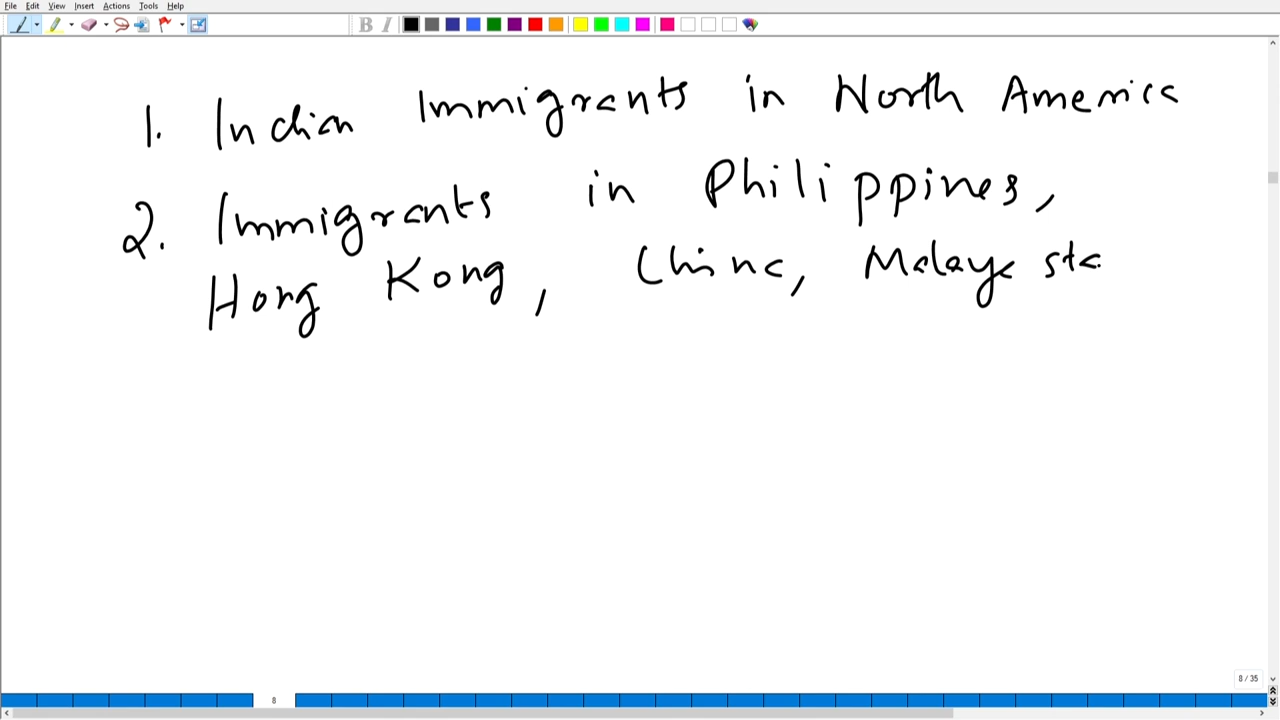 File Edit View Insert Actions Tools Help
B I
1. Indian Immigrants in North America
2. Immigrants in Philippines,
Hong Kong, China, Malaya sta
8 / 35
8